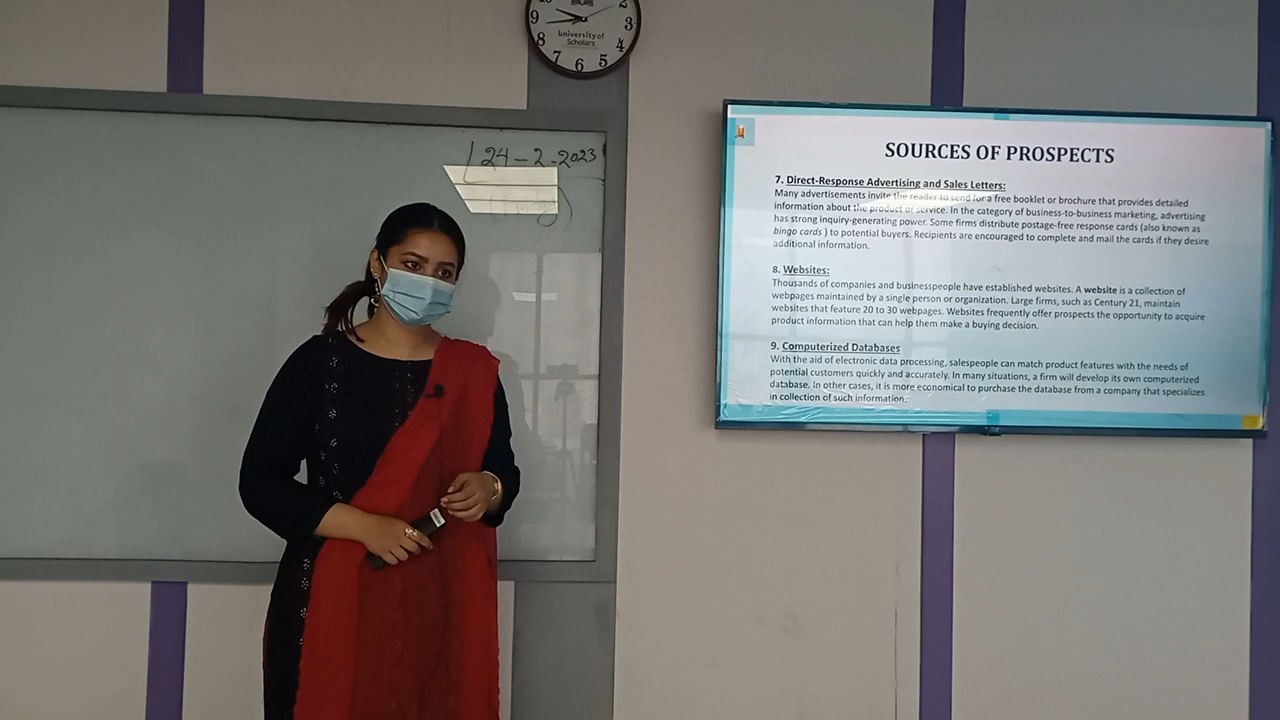 9
8
7
6
5
4
3
2
University of
Scholars
24-2-2023
SOURCES OF PROSPECTS
7. Direct-Response Advertising and Sales Letters:
Many advertisements invite the reader to send for a free booklet or brochure that provides detailed
information about the product or service. In the category of business-to-business marketing, advertising
has strong inquiry-generating power. Some firms distribute postage-free response cards (also known as
bingo cards ) to potential buyers. Recipients are encouraged to complete and mail the cards if they desire
additional information.
8. Websites:
Thousands of companies and businesspeople have established websites. A website is a collection of
webpages maintained by a single person or organization. Large firms, such as Century 21, maintain
websites that feature 20 to 30 webpages. Websites frequently offer prospects the opportunity to acquire
product information that can help them make a buying decision.
9. Computerized Databases
With the aid of electronic data processing, salespeople can match product features with the needs of
potential customers quickly and accurately. In many situations, a firm will develop its own computerized
database. In other cases, it is more economical to purchase the database from a company that specializes
in collection of such information.